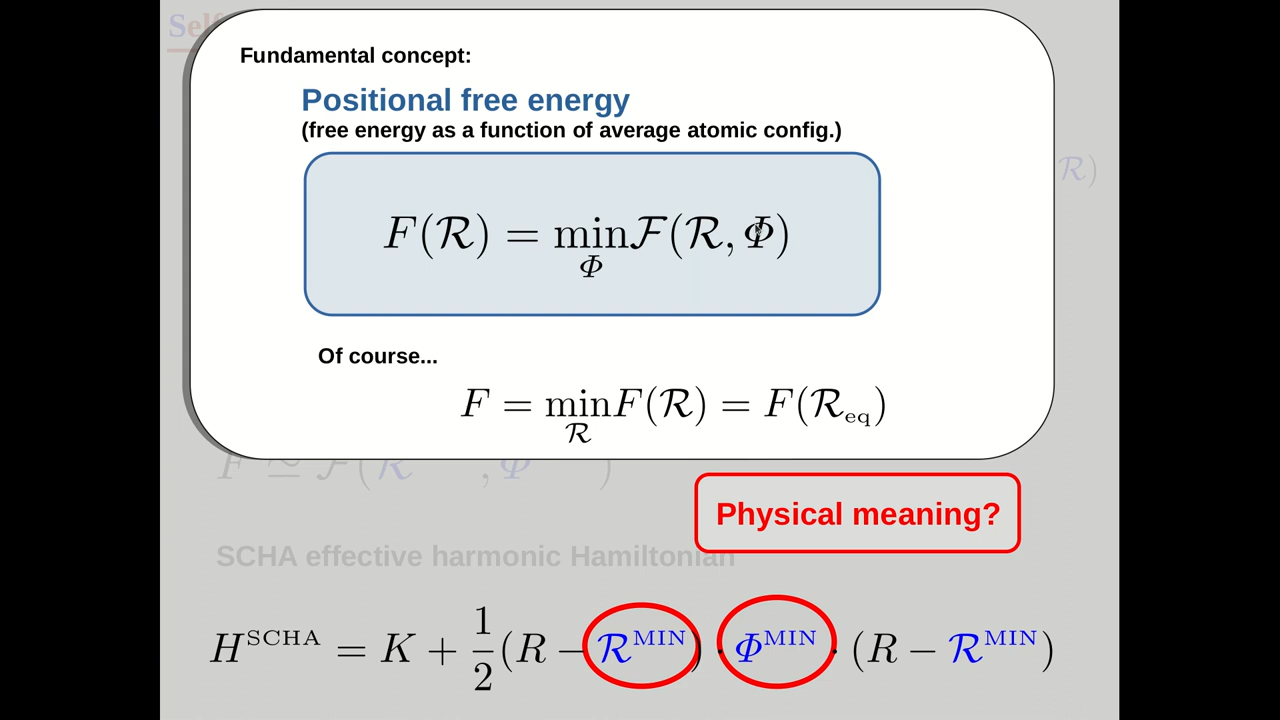 Self
Fundamental concept:
Positional free energy
(free energy as a function of average atomic config.)
ℛ)
F(ℛ) = min_Φ ℱ(ℛ, Φ)
Of course...
F = min_ℛ F(ℛ) = F(ℛ_eq)
F ≃ ℱ(ℛ , Φ )
Physical meaning?
SCHA effective harmonic Hamiltonian
H^SCHA = K + 1/2 (R − ℛ^MIN) · Φ^MIN · (R − ℛ^MIN)